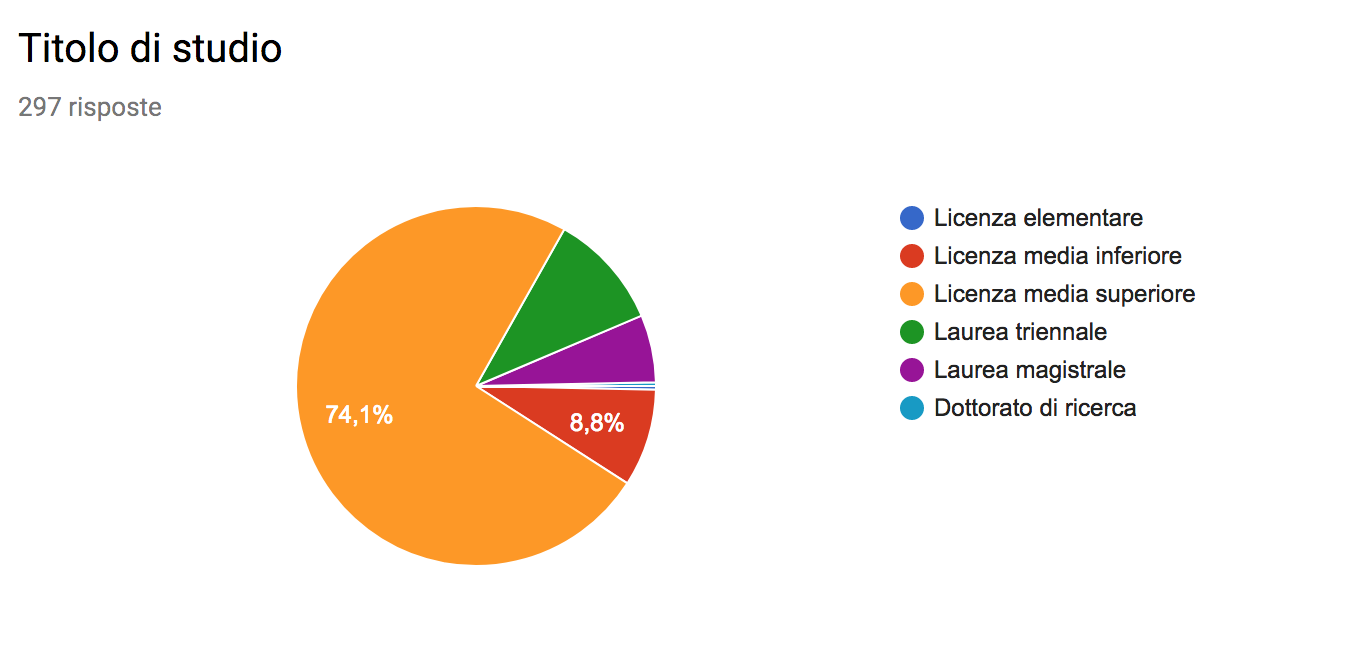 Titolo di studio
297 risposte
74,1%
8,8%
Licenza elementare
Licenza media inferiore
Licenza media superiore
Laurea triennale
Laurea magistrale
Dottorato di ricerca